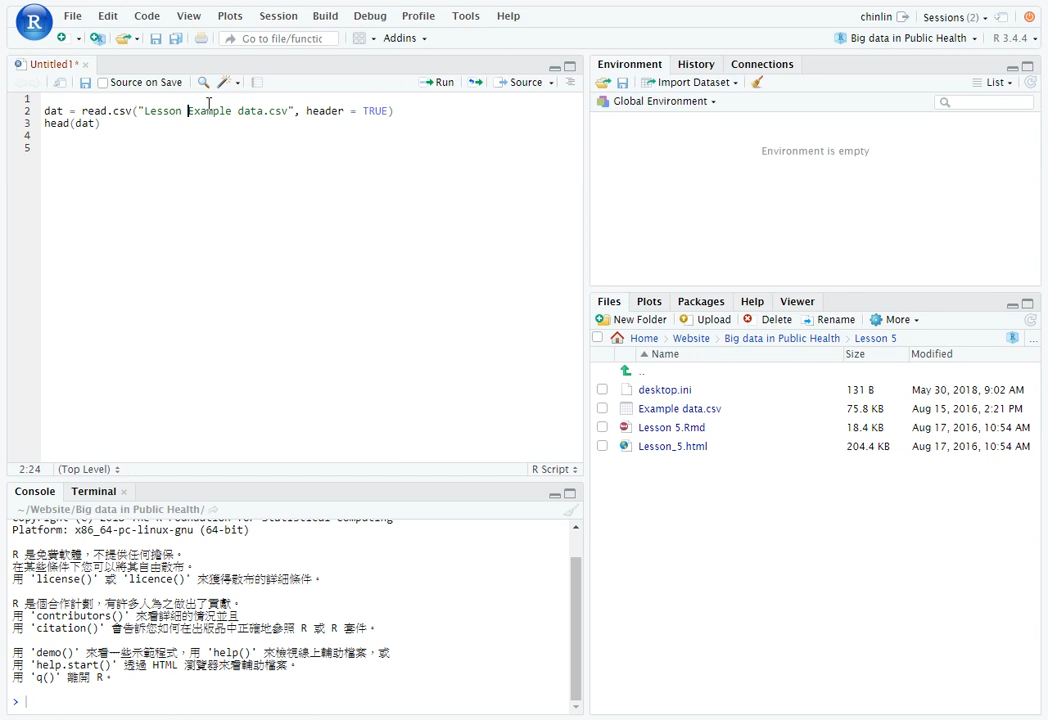 File Edit Code View Plots Session Build Debug Profile Tools Help
chinlin Sessions (2)
Go to file/functic Addins
Big data in Public Health R 3.4.4
Untitled1*
Source on Save Run Source
1
2 dat = read.csv("Lesson Example data.csv", header = TRUE)
3 head(dat)
4
5
2:24 (Top Level) R Script
Console Terminal
~/Website/Big data in Public Health/
Platform: x86_64-pc-linux-gnu (64-bit)
R 是免費軟體，不提供任何擔保。
在某些條件下您可以將其自由散布。
用 'license()' 或 'licence()' 來獲得散布的詳細條件。
R 是個合作計劃，有許多人為之做出了貢獻。
用 'contributors()' 來看詳細的情況並且
用 'citation()' 會告訴您如何在出版品中正確地參照 R 或 R 套件。
用 'demo()' 來看一些示範程式，用 'help()' 來檢視線上輔助檔案，或
用 'help.start()' 透過 HTML 瀏覽器來看輔助檔案。
用 'q()' 離開 R。
>
Environment History Connections
Import Dataset List
Global Environment
Environment is empty
Files Plots Packages Help Viewer
New Folder Upload Delete Rename More
Home Website Big data in Public Health Lesson 5 ...
Name Size Modified
..
desktop.ini 131 B May 30, 2018, 9:02 AM
Example data.csv 75.8 KB Aug 15, 2016, 2:21 PM
Lesson 5.Rmd 18.4 KB Aug 17, 2016, 10:54 AM
Lesson_5.html 204.4 KB Aug 17, 2016, 10:54 AM